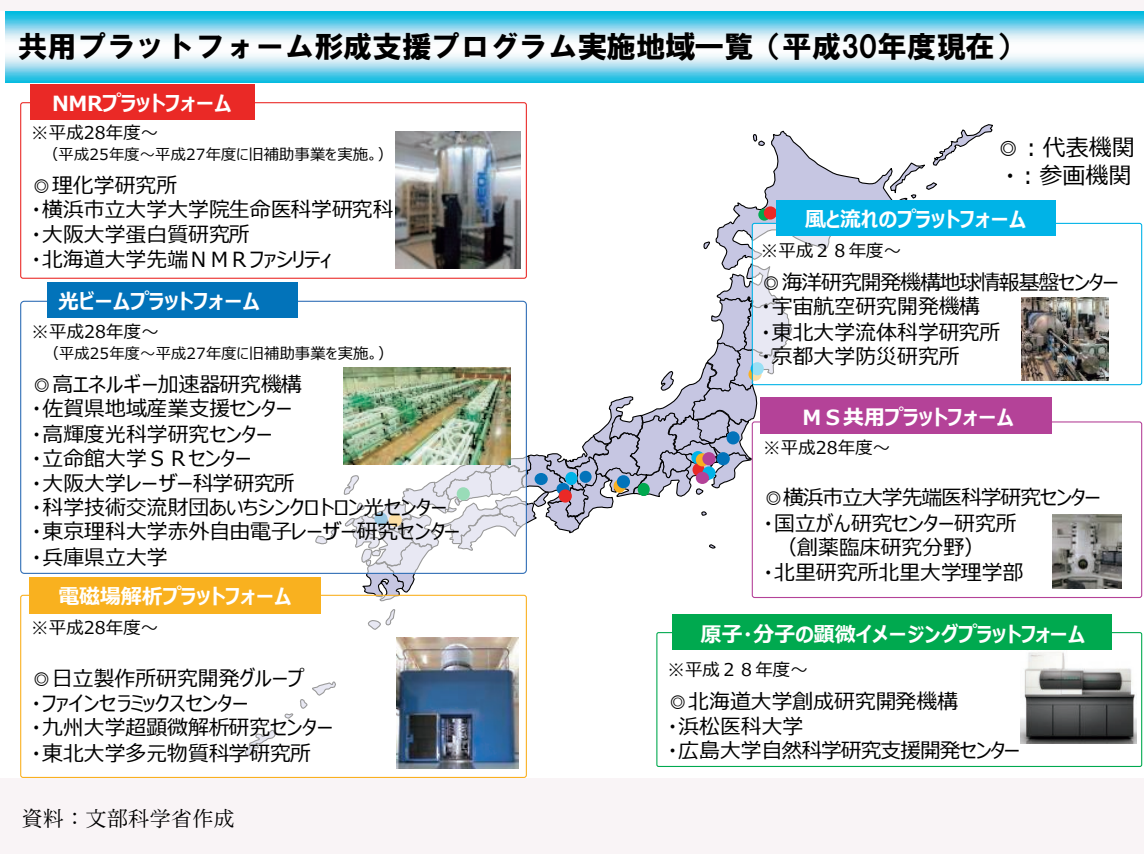 共用プラットフォーム形成支援プログラム実施地域一覧（平成30年度現在）
NMRプラットフォーム
※平成28年度～
（平成25年度～平成27年度に旧補助事業を実施。）
◎理化学研究所
・横浜市立大学大学院生命医科学研究科
・大阪大学蛋白質研究所
・北海道大学先端ＮＭＲファシリティ
光ビームプラットフォーム
※平成28年度～
（平成25年度～平成27年度に旧補助事業を実施。）
◎高エネルギー加速器研究機構
・佐賀県地域産業支援センター
・高輝度光科学研究センター
・立命館大学ＳＲセンター
・大阪大学レーザー科学研究所
・科学技術交流財団あいちシンクロトロン光センター
・東京理科大学赤外自由電子レーザー研究センター
・兵庫県立大学
電磁場解析プラットフォーム
※平成28年度～
◎日立製作所研究開発グループ
・ファインセラミックスセンター
・九州大学超顕微解析研究センター
・東北大学多元物質科学研究所
◎：代表機関
・：参画機関
風と流れのプラットフォーム
※平成２８年度～
◎海洋研究開発機構地球情報基盤センター
・宇宙航空研究開発機構
・東北大学流体科学研究所
・京都大学防災研究所
ＭＳ共用プラットフォーム
※平成28年度～
◎横浜市立大学先端医科学研究センター
・国立がん研究センター研究所
（創薬臨床研究分野）
・北里研究所北里大学理学部
原子・分子の顕微イメージングプラットフォーム
※平成２８年度～
◎北海道大学創成研究開発機構
・浜松医科大学
・広島大学自然科学研究支援開発センター
資料：文部科学省作成